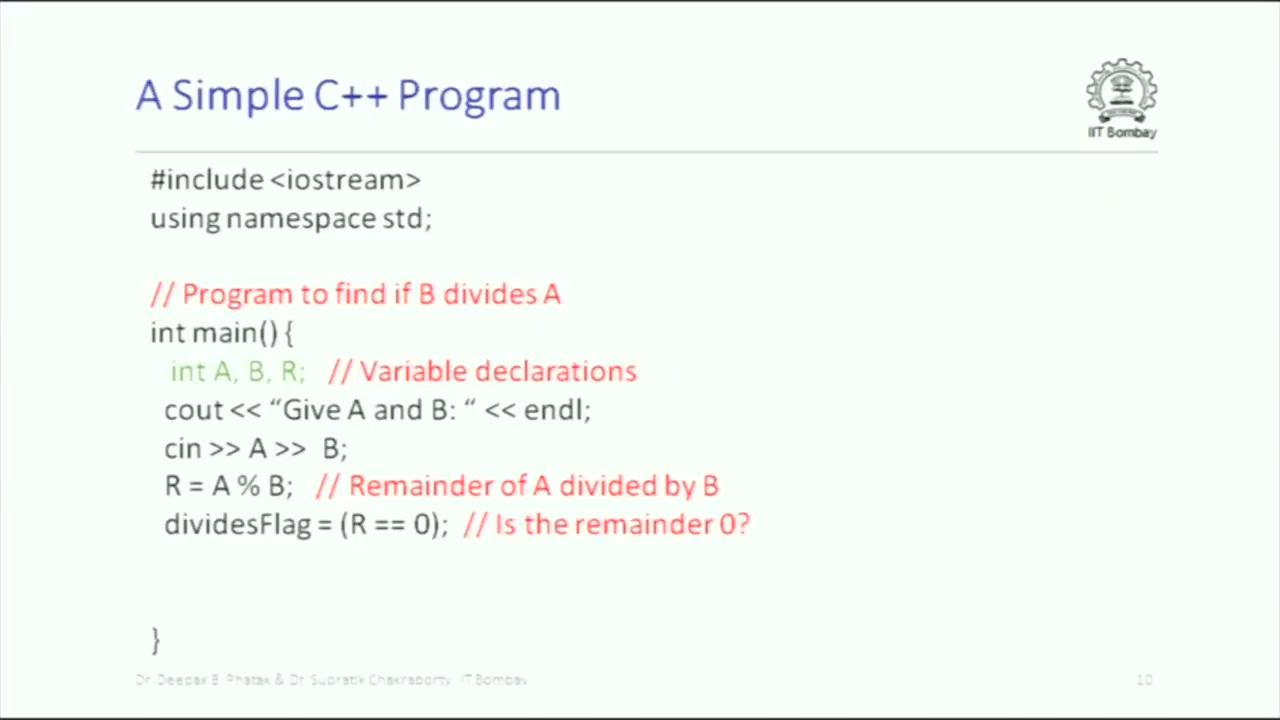 A Simple C++ Program
IIT Bombay
#include <iostream>
using namespace std;
// Program to find if B divides A
int main() {
int A, B, R; // Variable declarations
cout << “Give A and B: “ << endl;
cin >> A >> B;
R = A % B; // Remainder of A divided by B
dividesFlag = (R == 0); // Is the remainder 0?
}
Dr. Deepak B. Phatak & Dr. Supratik Chakraborty, IIT Bombay
10